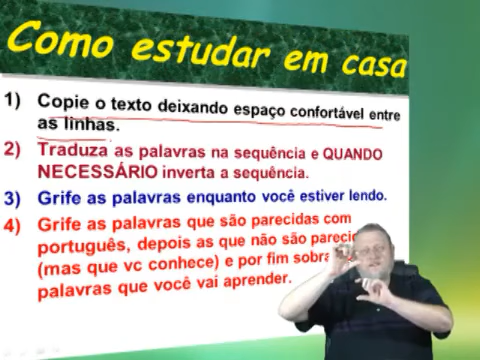 Como estudar em casa
1) Copie o texto deixando espaço confortável entre
as linhas.
2) Traduza as palavras na sequência e QUANDO
NECESSÁRIO inverta a sequência.
3) Grife as palavras enquanto você estiver lendo.
4) Grife as palavras que são parecidas com
português, depois as que não são
(mas que vc conhece) e por fim
palavras que você vai aprender.